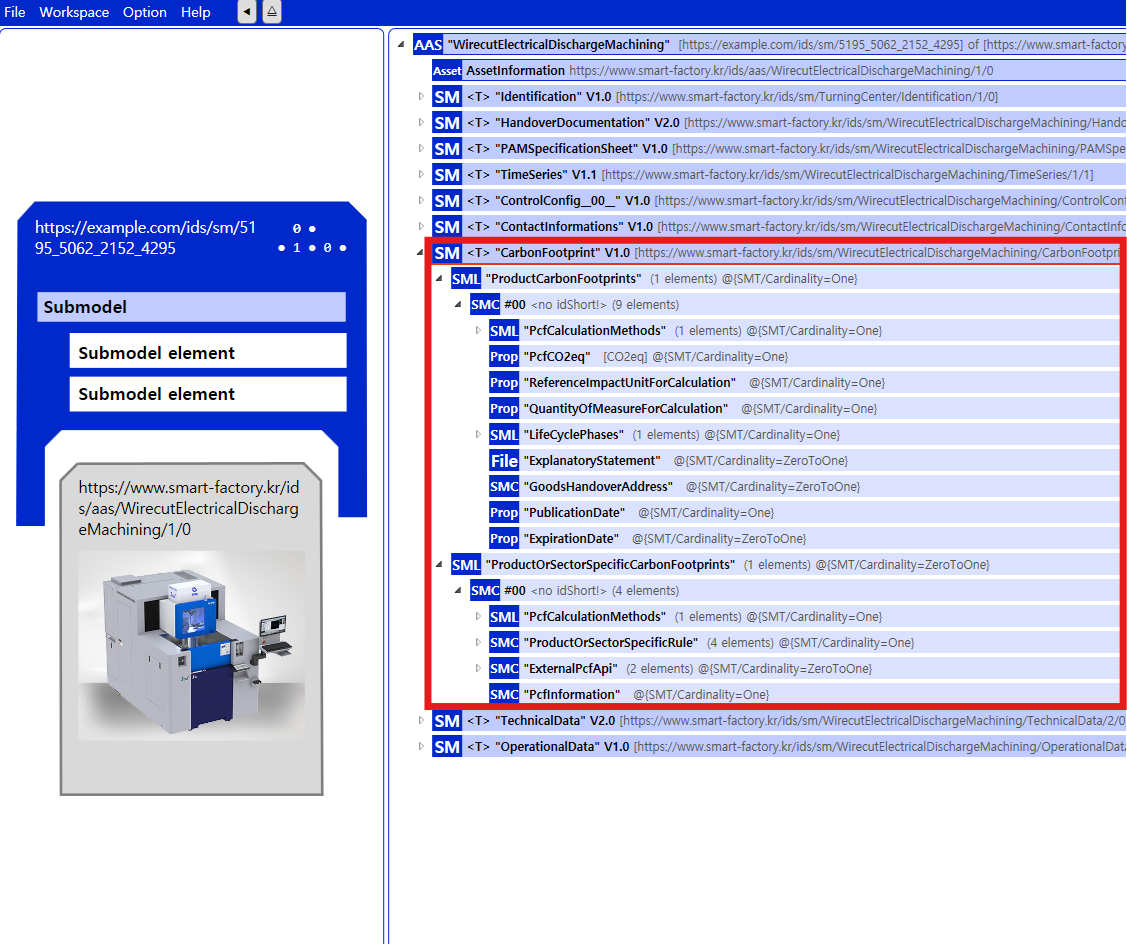 File Workspace Option Help
https://example.com/ids/sm/51
95_5062_2152_4295
0
1 0
Submodel
Submodel element
Submodel element
https://www.smart-factory.kr/id
s/aas/WirecutElectricalDischarg
eMachining/1/0
AAS "WirecutElectricalDischargeMachining" [https://example.com/ids/sm/5195_5062_2152_4295] of [https://www.smart-factory
Asset AssetInformation https://www.smart-factory.kr/ids/aas/WirecutElectricalDischargeMachining/1/0
SM <T> "Identification" V1.0 [https://www.smart-factory.kr/ids/sm/TurningCenter/Identification/1/0]
SM <T> "HandoverDocumentation" V2.0 [https://www.smart-factory.kr/ids/sm/WirecutElectricalDischargeMachining/Hando
SM <T> "PAMSpecificationSheet" V1.0 [https://www.smart-factory.kr/ids/sm/WirecutElectricalDischargeMachining/PAMSpe
SM <T> "TimeSeries" V1.1 [https://www.smart-factory.kr/ids/sm/WirecutElectricalDischargeMachining/TimeSeries/1/1]
SM <T> "ControlConfig__00__" V1.0 [https://www.smart-factory.kr/ids/sm/WirecutElectricalDischargeMachining/ControlConf
SM <T> "ContactInformations" V1.0 [https://www.smart-factory.kr/ids/sm/WirecutElectricalDischargeMachining/ContactInfo
SM <T> "CarbonFootprint" V1.0 [https://www.smart-factory.kr/ids/sm/WirecutElectricalDischargeMachining/CarbonFootpri
SML "ProductCarbonFootprints" (1 elements) @{SMT/Cardinality=One}
SMC #00 <no idShort!> (9 elements)
SML "PcfCalculationMethods" (1 elements) @{SMT/Cardinality=One}
Prop "PcfCO2eq" [CO2eq] @{SMT/Cardinality=One}
Prop "ReferenceImpactUnitForCalculation" @{SMT/Cardinality=One}
Prop "QuantityOfMeasureForCalculation" @{SMT/Cardinality=One}
SML "LifeCyclePhases" (1 elements) @{SMT/Cardinality=One}
File "ExplanatoryStatement" @{SMT/Cardinality=ZeroToOne}
SMC "GoodsHandoverAddress" @{SMT/Cardinality=ZeroToOne}
Prop "PublicationDate" @{SMT/Cardinality=One}
Prop "ExpirationDate" @{SMT/Cardinality=ZeroToOne}
SML "ProductOrSectorSpecificCarbonFootprints" (1 elements) @{SMT/Cardinality=ZeroToOne}
SMC #00 <no idShort!> (4 elements)
SML "PcfCalculationMethods" (1 elements) @{SMT/Cardinality=One}
SMC "ProductOrSectorSpecificRule" (4 elements) @{SMT/Cardinality=One}
SMC "ExternalPcfApi" (2 elements) @{SMT/Cardinality=ZeroToOne}
SMC "PcfInformation" @{SMT/Cardinality=One}
SM <T> "TechnicalData" V2.0 [https://www.smart-factory.kr/ids/sm/WirecutElectricalDischargeMachining/TechnicalData/2/0
SM <T> "OperationalData" V1.0 [https://www.smart-factory.kr/ids/sm/WirecutElectricalDischargeMachining/OperationalData